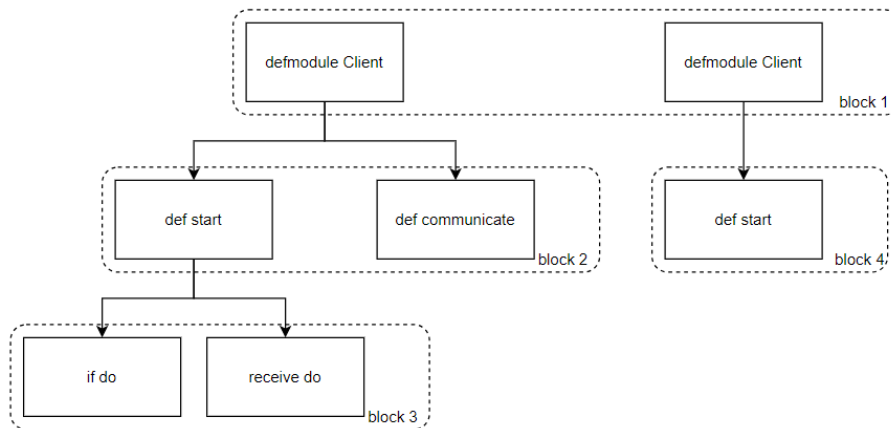 defmodule Client
defmodule Client
block 1
def start
def communicate
def start
block 2
block 4
if do
receive do
block 3